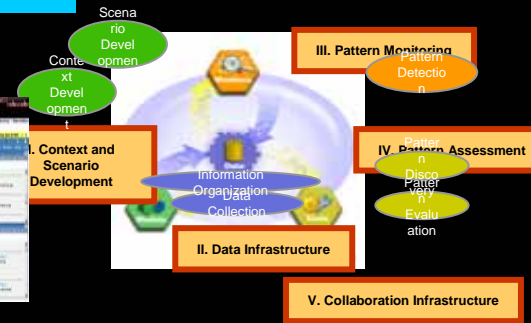 Scena
rio
Devel
opmen
Conte
xt
Devel
opmen
t
III. Pattern Monitoring
Pattern
Detectio
n
I. Context and
Scenario
Development
IV. Pattern Assessment
Patter
n
Disco
very
Patter
n
Evalu
ation
Information
Organization
Data
Collection
II. Data Infrastructure
V. Collaboration Infrastructure